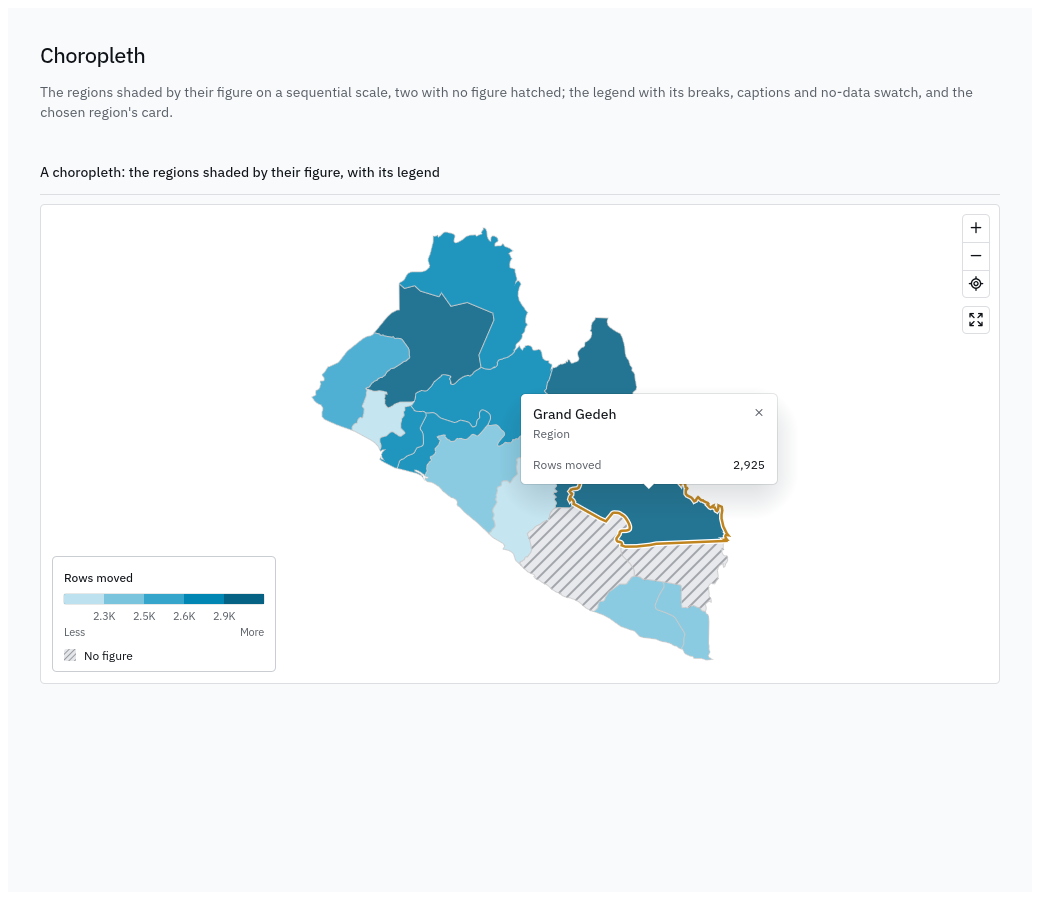 Choropleth
The regions shaded by their figure on a sequential scale, two with no figure hatched; the legend with its breaks, captions and no-data swatch, and the
chosen region's card.
A choropleth: the regions shaded by their figure, with its legend
Grand Gedeh
Region
Rows moved 2,925
Rows moved
2.3K 2.5K 2.6K 2.9K
Less More
No figure